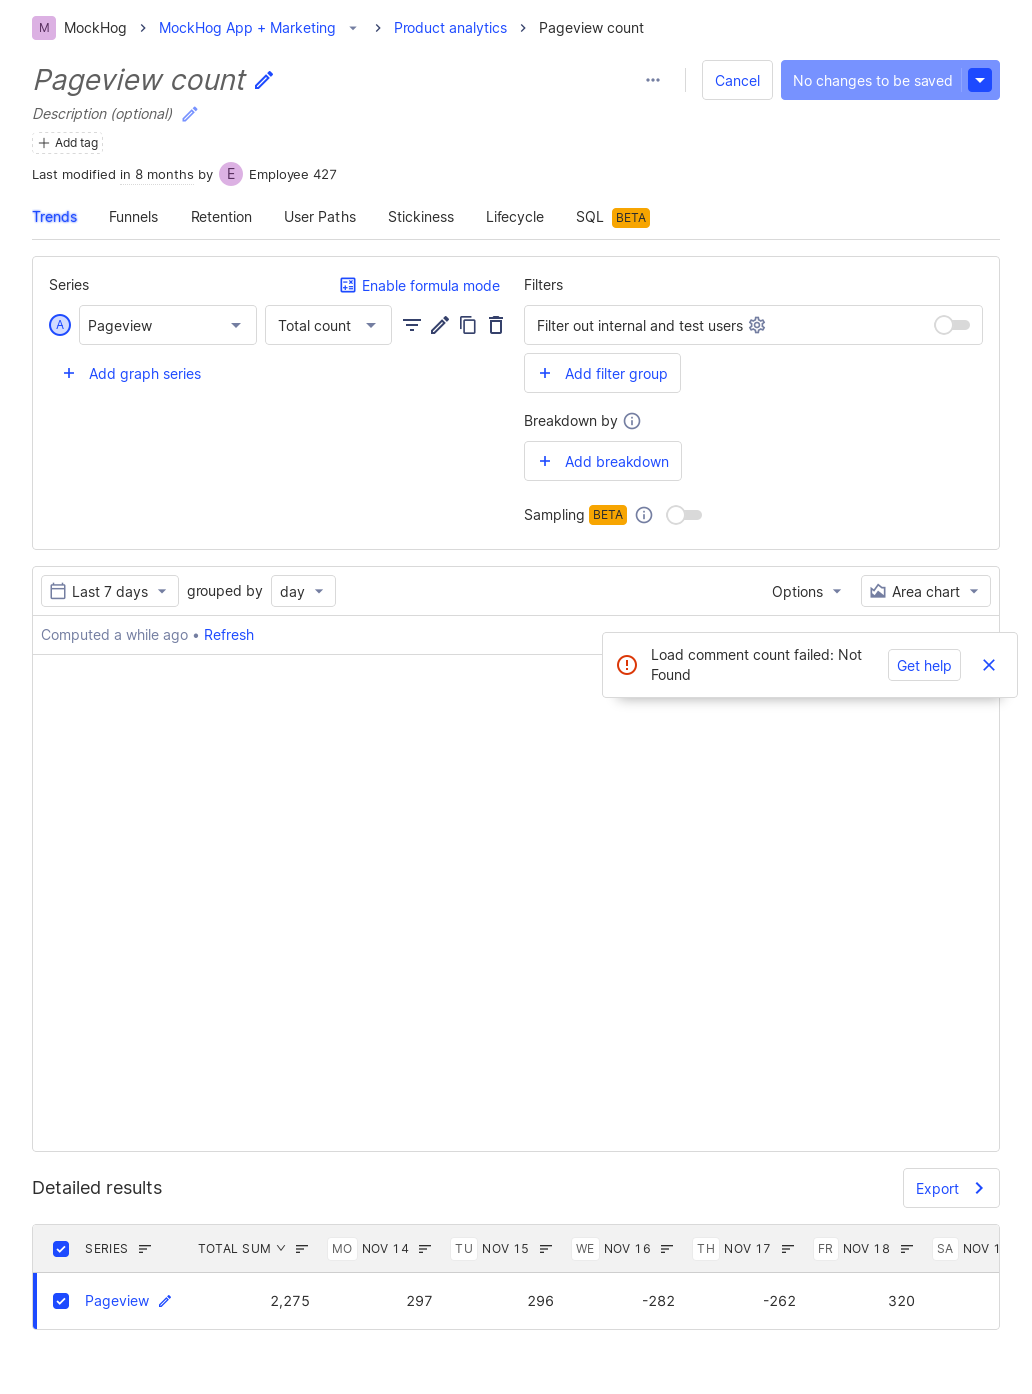 M MockHog MockHog App + Marketing Product analytics Pageview count
Pageview count
Cancel No changes to be saved
Description (optional)
Add tag
Last modified in 8 months by E Employee 427
Trends Funnels Retention User Paths Stickiness Lifecycle SQL BETA
Series Enable formula mode
A Pageview Total count
Add graph series
Filters
Filter out internal and test users
Add filter group
Breakdown by
Add breakdown
Sampling BETA
Last 7 days grouped by day Options Area chart
Computed a while ago • Refresh
Load comment count failed: Not
Found
Get help
Detailed results Export
SERIES TOTAL SUM MO NOV 14 TU NOV 15 WE NOV 16 TH NOV 17 FR NOV 18 SA NOV 1
Pageview 2,275 297 296 -282 -262 320